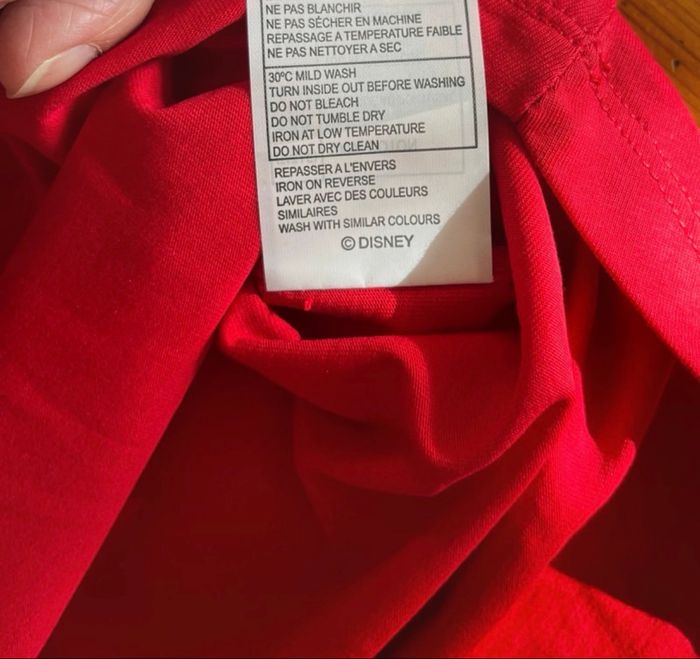 NE PAS BLANCHIR
NE PAS SÉCHER EN MACHINE
REPASSAGE A TEMPERATURE FAIBLE
NE PAS NETTOYER A SEC
30ºC MILD WASH
TURN INSIDE OUT BEFORE WASHING
DO NOT BLEACH
DO NOT TUMBLE DRY
IRON AT LOW TEMPERATURE
DO NOT DRY CLEAN
REPASSER A L'ENVERS
IRON ON REVERSE
LAVER AVEC DES COULEURS
SIMILAIRES
WASH WITH SIMILAR COLOURS
© DISNEY